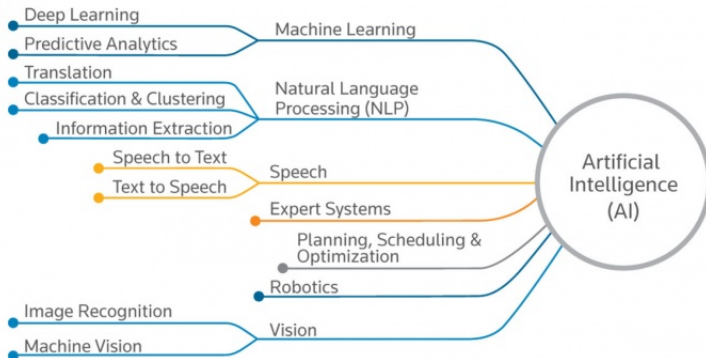 Deep Learning
Machine Learning
Predictive Analytics
Translation
Natural Language
Processing (NLP)
Classification & Clustering
Information Extraction
Speech to Text
Speech
Text to Speech
Expert Systems
Planning, Scheduling &
Optimization
Robotics
Image Recognition
Vision
Machine Vision
Artificial
Intelligence
(AI)